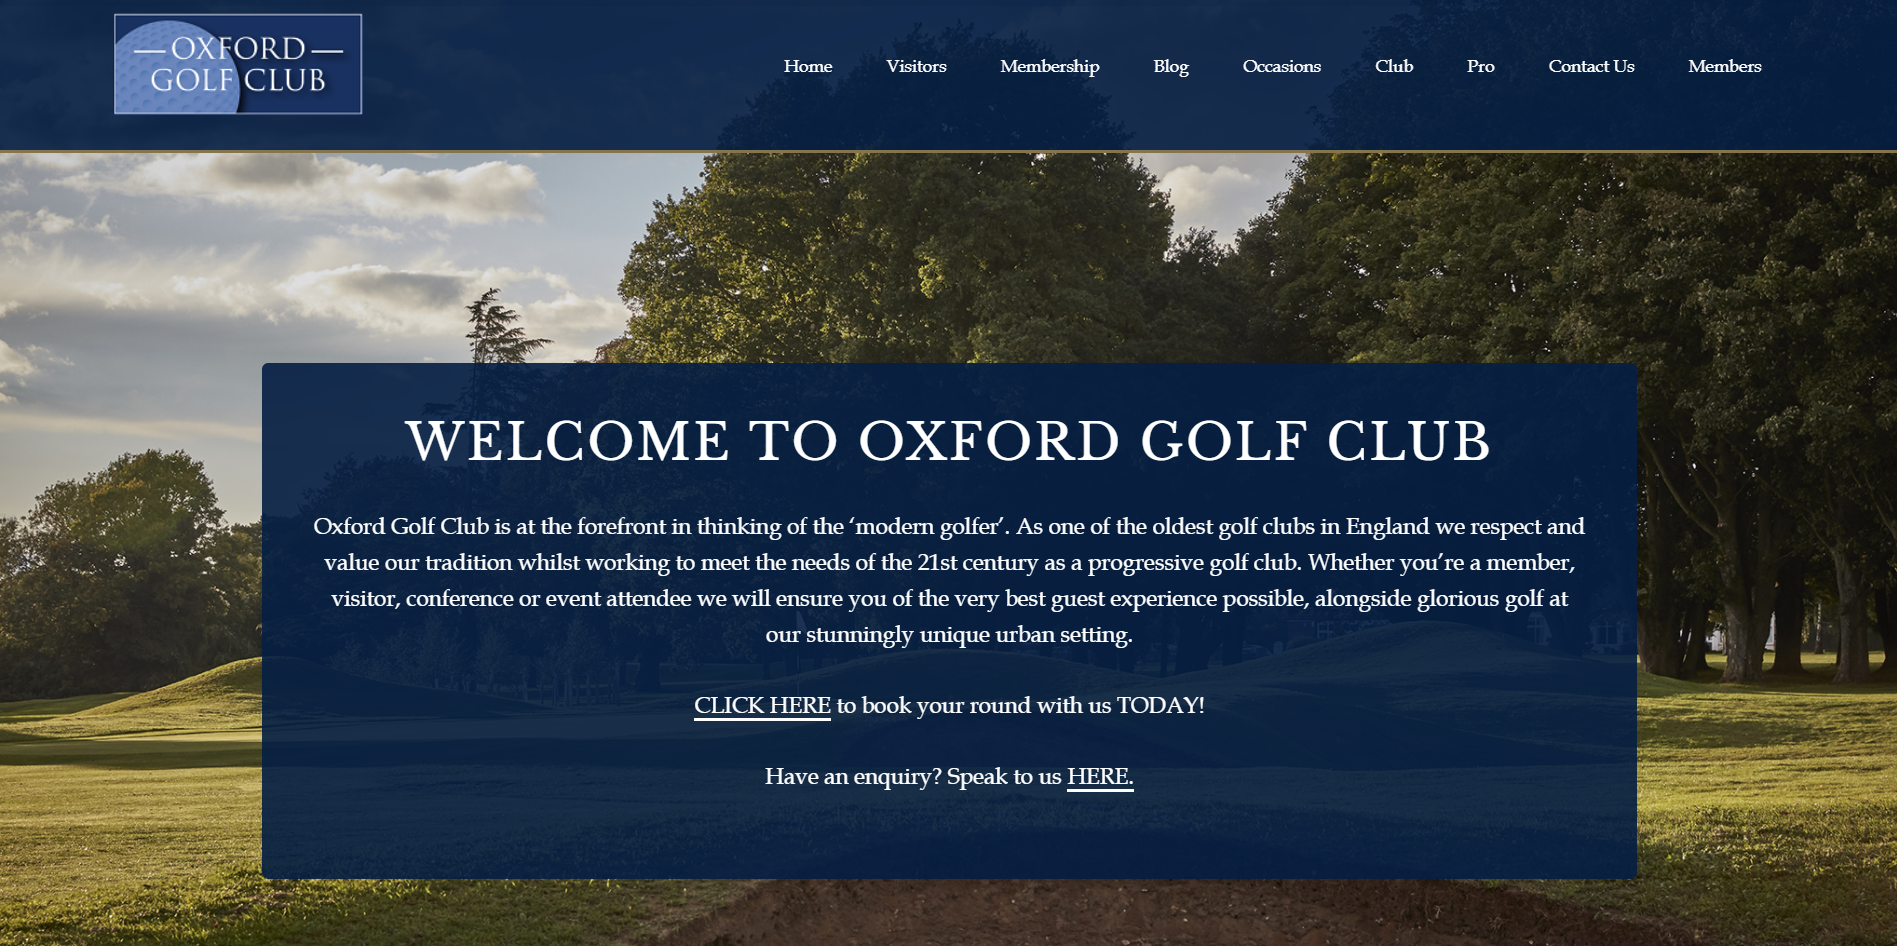 OXFORD
GOLF CLUB
Home Visitors Membership Blog Occasions Club Pro Contact Us Members
WELCOME TO OXFORD GOLF CLUB
Oxford Golf Club is at the forefront in thinking of the ‘modern golfer’. As one of the oldest golf clubs in England we respect and
value our tradition whilst working to meet the needs of the 21st century as a progressive golf club. Whether you’re a member,
visitor, conference or event attendee we will ensure you of the very best guest experience possible, alongside glorious golf at
our stunningly unique urban setting.
CLICK HERE to book your round with us TODAY!
Have an enquiry? Speak to us HERE.